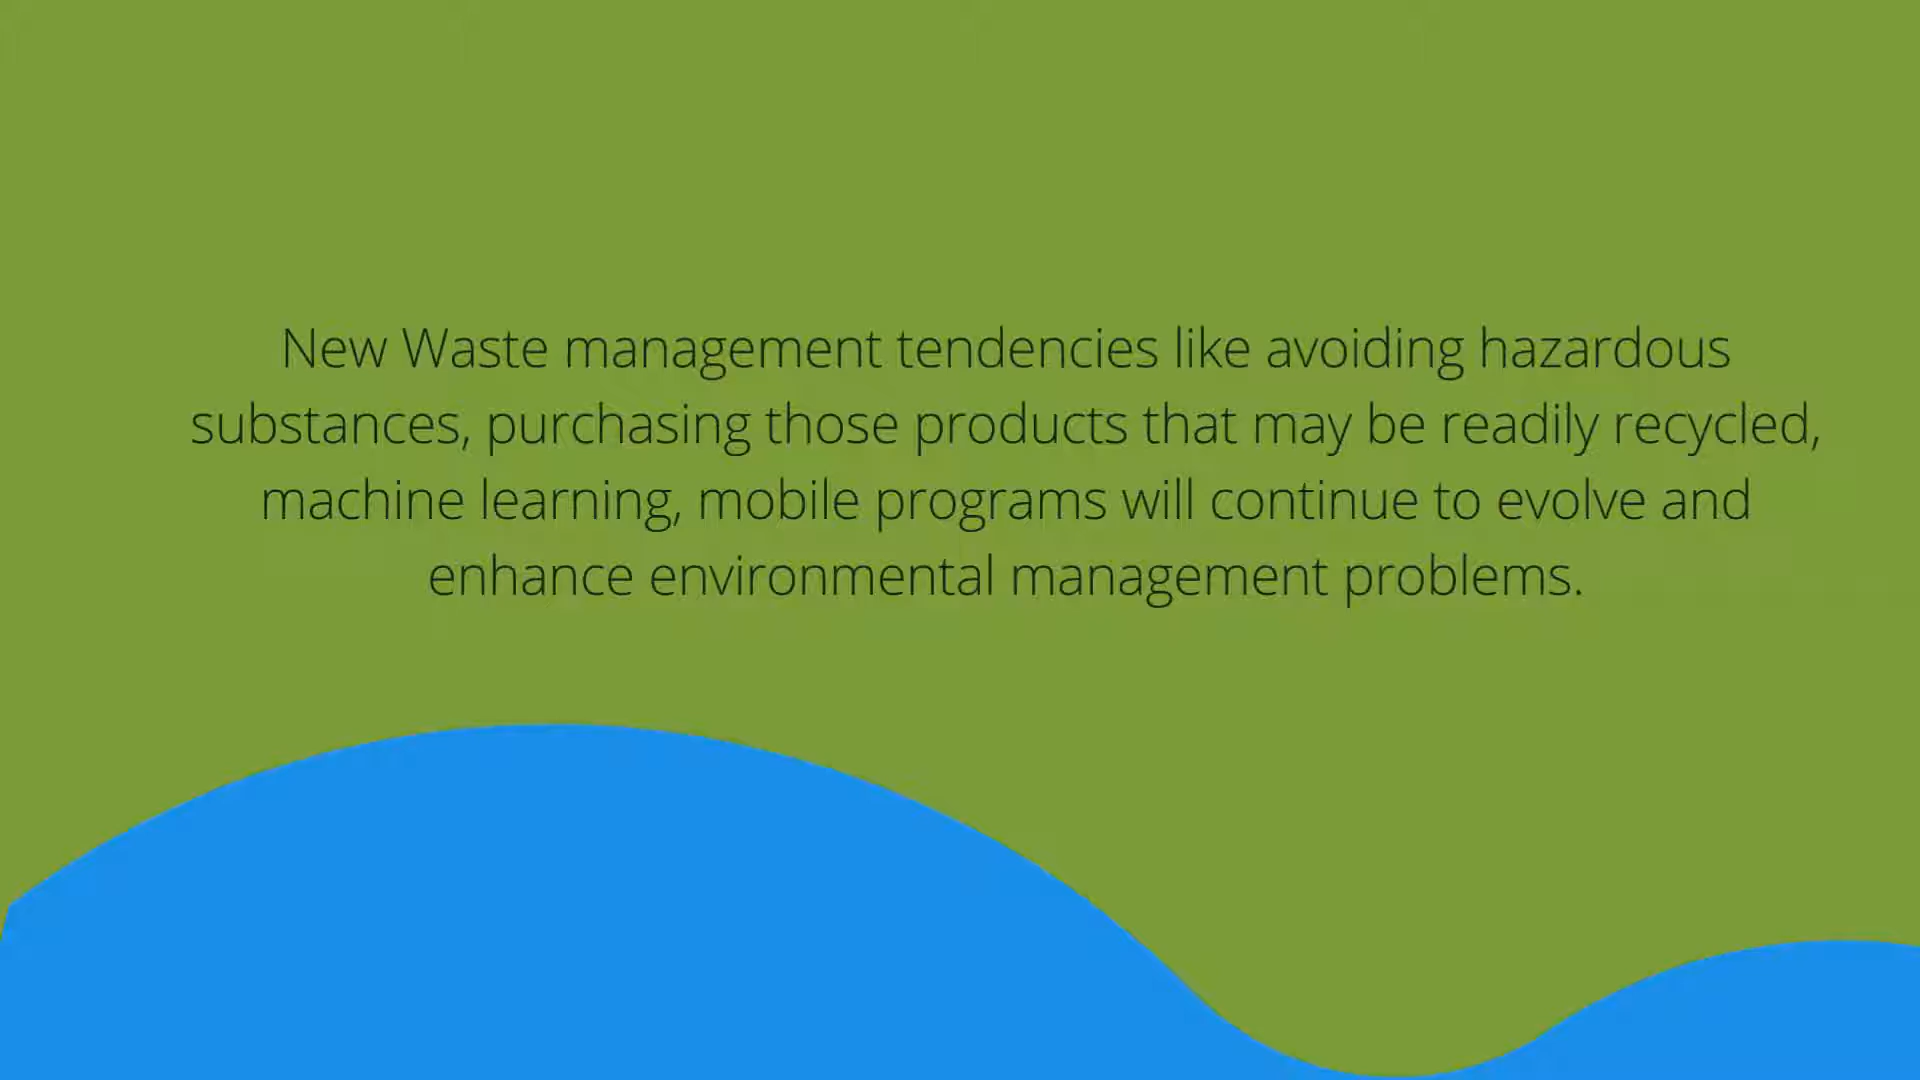 New Waste management tendencies like avoiding hazardous
substances, purchasing those products that may be readily recycled,
machine learning, mobile programs will continue to evolve and
enhance environmental management problems.